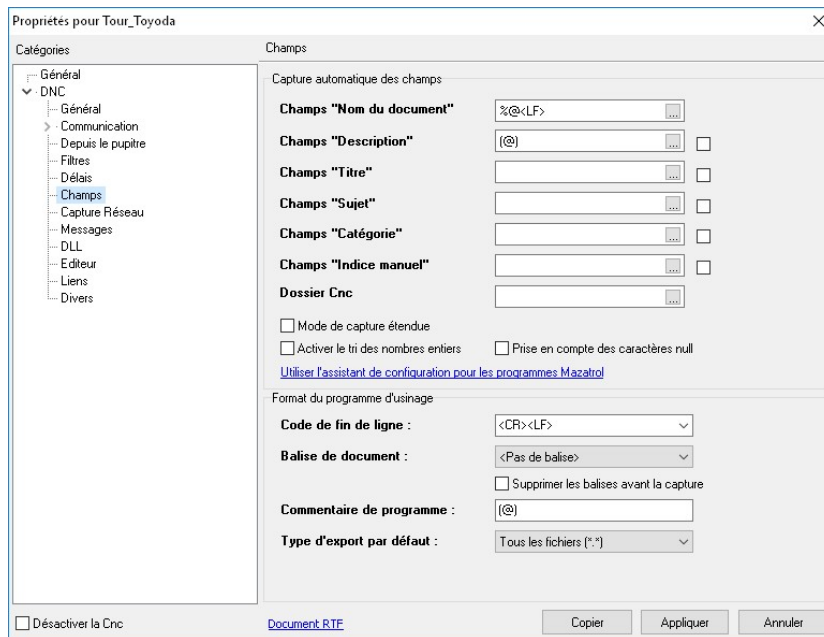 Propriétés pour Tour_Toyoda
Catégories
Champs
Général
DNC
Général
Communication
Depuis le pupitre
Filtres
Délais
Champs
Capture Réseau
Messages
DLL
Editeur
Liens
Divers
Capture automatique des champs
Champs "Nom du document" %@<LF> ...
Champs "Description" (@) ...
Champs "Titre" ...
Champs "Sujet" ...
Champs "Catégorie" ...
Champs "Indice manuel" ...
Dossier Cnc ...
Mode de capture étendue
Activer le tri des nombres entiers Prise en compte des caractères null
Utiliser l'assistant de configuration pour les programmes Mazatrol
Format du programme d'usinage
Code de fin de ligne : <CR><LF>
Balise de document : <Pas de balise>
Supprimer les balises avant la capture
Commentaire de programme : (@)
Type d'export par défaut : Tous les fichiers (*.*)
Désactiver la Cnc
Document RTF
Copier Appliquer Annuler